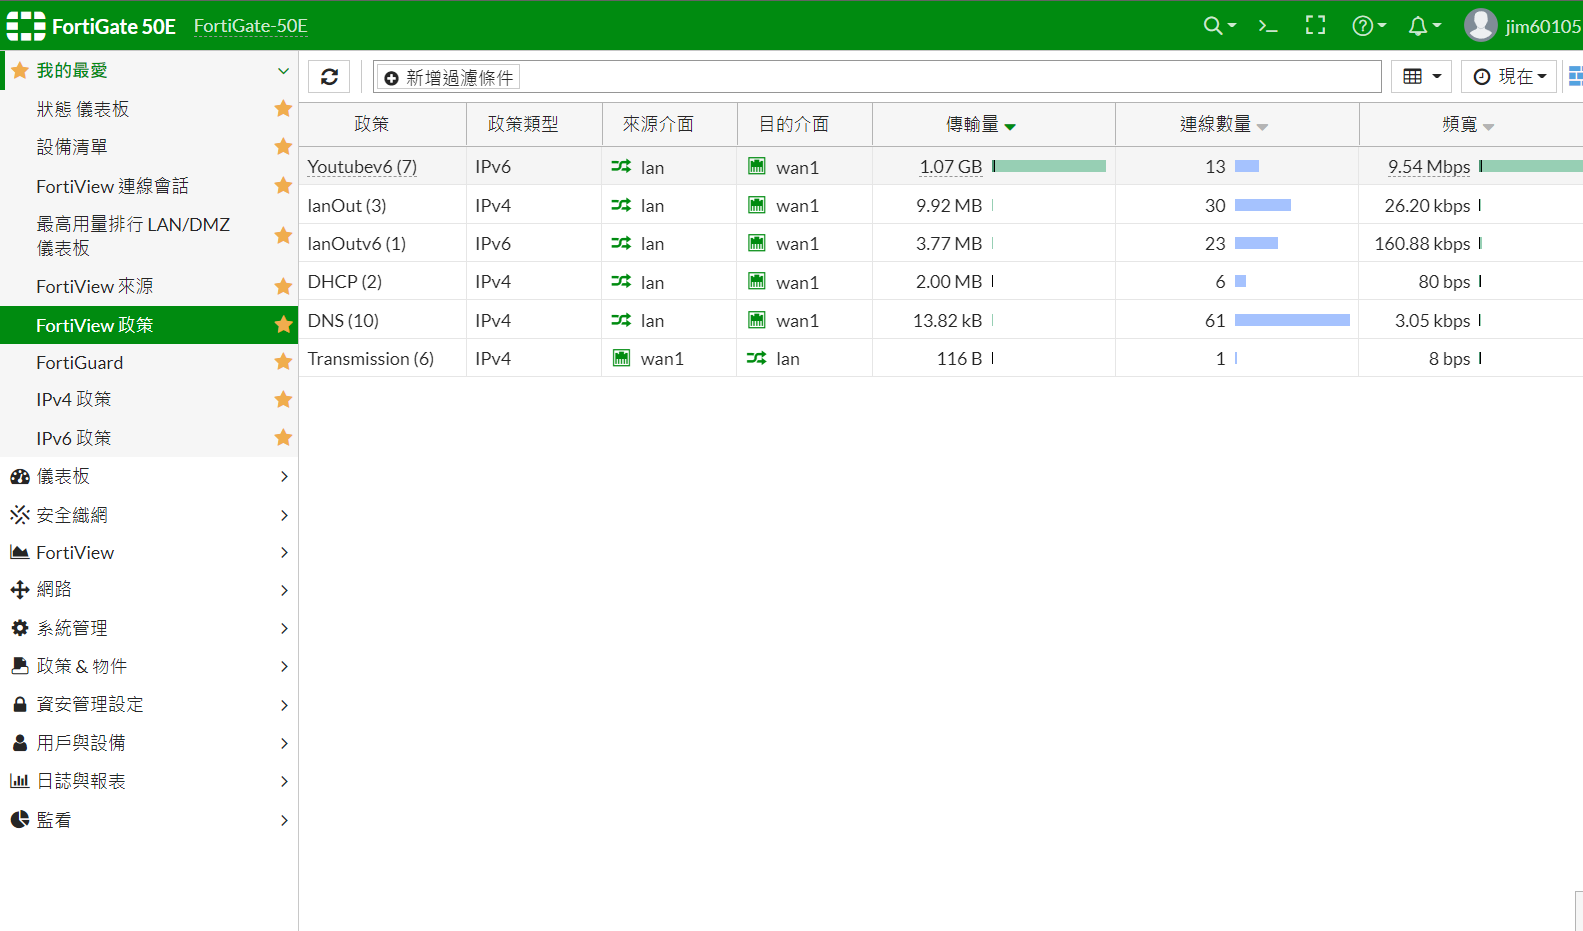 FortiGate 50E FortiGate-50E jim60105
我的最愛
狀態 儀表板
設備清單
FortiView 連線會話
最高用量排行 LAN/DMZ
儀表板
FortiView 來源
FortiView 政策
FortiGuard
IPv4 政策
IPv6 政策
儀表板
安全織網
FortiView
網路
系統管理
政策 & 物件
資安管理設定
用戶與設備
日誌與報表
監看
新增過濾條件 現在
政策 政策類型 來源介面 目的介面 傳輸量 連線數量 頻寬
Youtubev6 (7) IPv6 lan wan1 1.07 GB 13 9.54 Mbps
lanOut (3) IPv4 lan wan1 9.92 MB 30 26.20 kbps
lanOutv6 (1) IPv6 lan wan1 3.77 MB 23 160.88 kbps
DHCP (2) IPv4 lan wan1 2.00 MB 6 80 bps
DNS (10) IPv4 lan wan1 13.82 kB 61 3.05 kbps
Transmission (6) IPv4 wan1 lan 116 B 1 8 bps